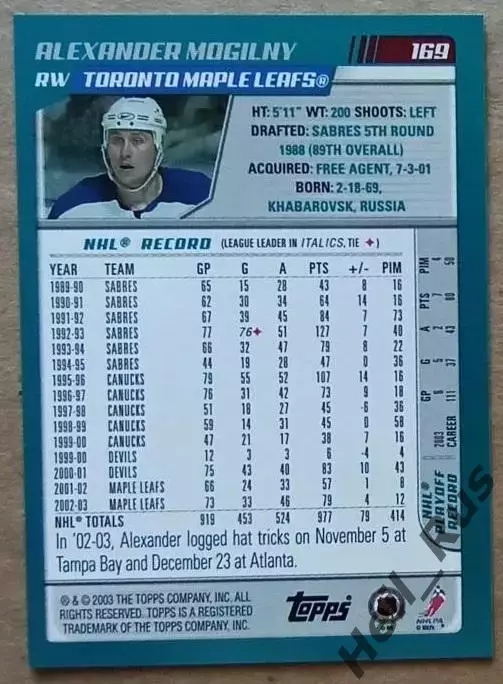 ALEXANDER MOGILNY 169
RW TORONTO MAPLE LEAFS®
HT: 5'11" WT: 200 SHOOTS: LEFT
DRAFTED: SABRES 5TH ROUND
1988 (89TH OVERALL)
ACQUIRED: FREE AGENT, 7-3-01
BORN: 2-18-69,
KHABAROVSK, RUSSIA
NHL® RECORD (LEAGUE LEADER IN ITALICS, TIE ✦)
YEAR TEAM GP G A PTS +/- PIM
1989-90 SABRES 65 15 28 43 8 16
1990-91 SABRES 62 30 34 64 14 16
1991-92 SABRES 67 39 45 84 7 73
1992-93 SABRES 77 76✦ 51 127 7 40
1993-94 SABRES 66 32 47 79 8 22
1994-95 SABRES 44 19 28 47 0 36
1995-96 CANUCKS 79 55 52 107 14 16
1996-97 CANUCKS 76 31 42 73 9 18
1997-98 CANUCKS 51 18 27 45 -6 36
1998-99 CANUCKS 59 14 31 45 0 58
1999-00 CANUCKS 47 21 17 38 7 16
1999-00 DEVILS 12 3 3 6 -4 4
2000-01 DEVILS 75 43 40 83 10 43
2001-02 MAPLE LEAFS 66 24 33 57 1 8
2002-03 MAPLE LEAFS 73 33 46 79 4 12
NHL® TOTALS 919 453 524 977 79 414
NHL® PLAYOFF
RECORD
GP G A PTS PIM
2003 6 5 2 7 4
CAREER 111 37 43 80 50
In '02-03, Alexander logged hat tricks on November 5 at
Tampa Bay and December 23 at Atlanta.
® & © 2003 THE TOPPS COMPANY, INC. ALL
RIGHTS RESERVED. TOPPS IS A REGISTERED
TRADEMARK OF THE TOPPS COMPANY, INC.
Topps
NHLPA
Heil_Rus